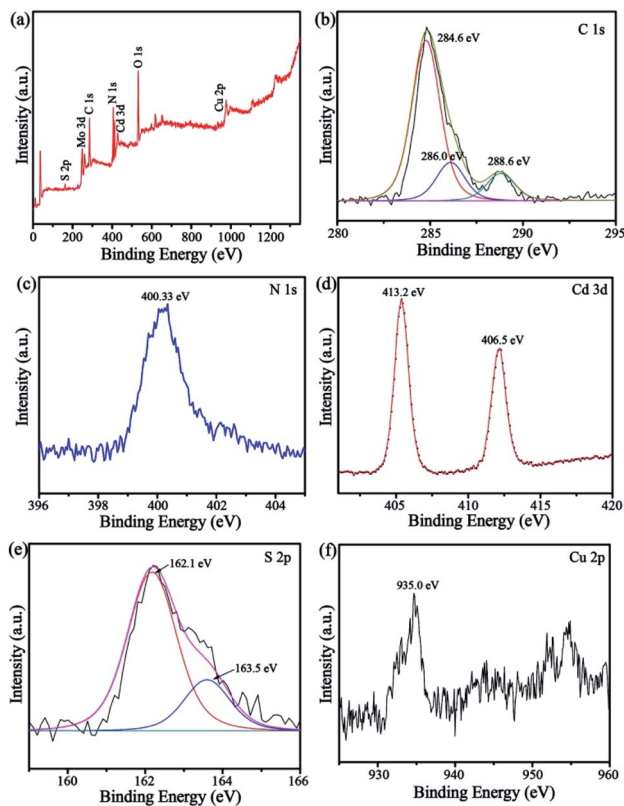 (a)
Intensity (a.u.)
S 2p
Mo 3d
C 1s
N 1s
Cd 3d
O 1s
Cu 2p
0 200 400 600 800 1000 1200
Binding Energy (eV)
(b)
C 1s
Intensity (a.u.)
284.6 eV
286.0 eV
288.6 eV
280 285 290 295
Binding Energy (eV)
(c)
N 1s
Intensity (a.u.)
400.33 eV
396 398 400 402 404
Binding Energy (eV)
(d)
Cd 3d
Intensity (a.u.)
413.2 eV
406.5 eV
405 410 415 420
Binding Energy (eV)
(e)
S 2p
Intensity (a.u.)
162.1 eV
163.5 eV
160 162 164 166
Binding Energy (eV)
(f)
Cu 2p
Intensity (a.u.)
935.0 eV
930 940 950 960
Binding Energy (eV)